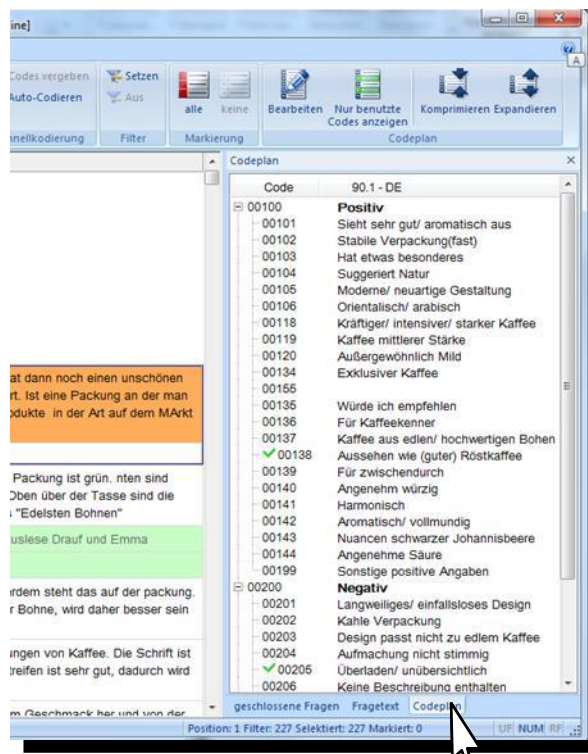 ine]
A
Codes vergeben
Auto-Codieren
nellkodierung
Setzen
Aus
Filter
alle keine
Markierung
Bearbeiten Nur benutzte Codes anzeigen Komprimieren Expandieren
Codeplan
Codeplan
Code 90.1 - DE
00100 Positiv
00101 Sieht sehr gut/ aromatisch aus
00102 Stabile Verpackung(fast)
00103 Hat etwas besonderes
00104 Suggeriert Natur
00105 Moderne/ neuartige Gestaltung
00106 Orientalisch/ arabisch
00118 Kräftiger/ intensiver/ starker Kaffee
00119 Kaffee mittlerer Stärke
00120 Außergewöhnlich Mild
00134 Exklusiver Kaffee
00155
00135 Würde ich empfehlen
00136 Für Kaffeekenner
00137 Kaffee aus edlen/ hochwertigen Bohen
00138 Aussehen wie (guter) Röstkaffee
00139 Für zwischendurch
00140 Angenehm würzig
00141 Harmonisch
00142 Aromatisch/ vollmundig
00143 Nuancen schwarzer Johannisbeere
00144 Angenehme Säure
00199 Sonstige positive Angaben
00200 Negativ
00201 Langweiliges/ einfallsloses Design
00202 Kahle Verpackung
00203 Design passt nicht zu edlem Kaffee
00204 Aufmachung nicht stimmig
00205 Überladen/ unübersichtlich
00206 Keine Beschreibung enthalten
at dann noch einen unschönen
rt. Ist eine Packung an der man
odukte in der Art auf dem MArkt
Packung ist grün. nten sind
Oben über der Tasse sind die
"Edelsten Bohnen"
uslese Drauf und Emma
rdem steht das auf der packung.
r Bohne, wird daher besser sein
ungen von Kaffee. Die Schrift ist
treifen ist sehr gut, dadurch wird
m Geschmack her und von der
geschlossene Fragen Fragetext Codeplan
Position: 1 Filter: 227 Selektiert: 227 Markiert: 0 UF NUM RF